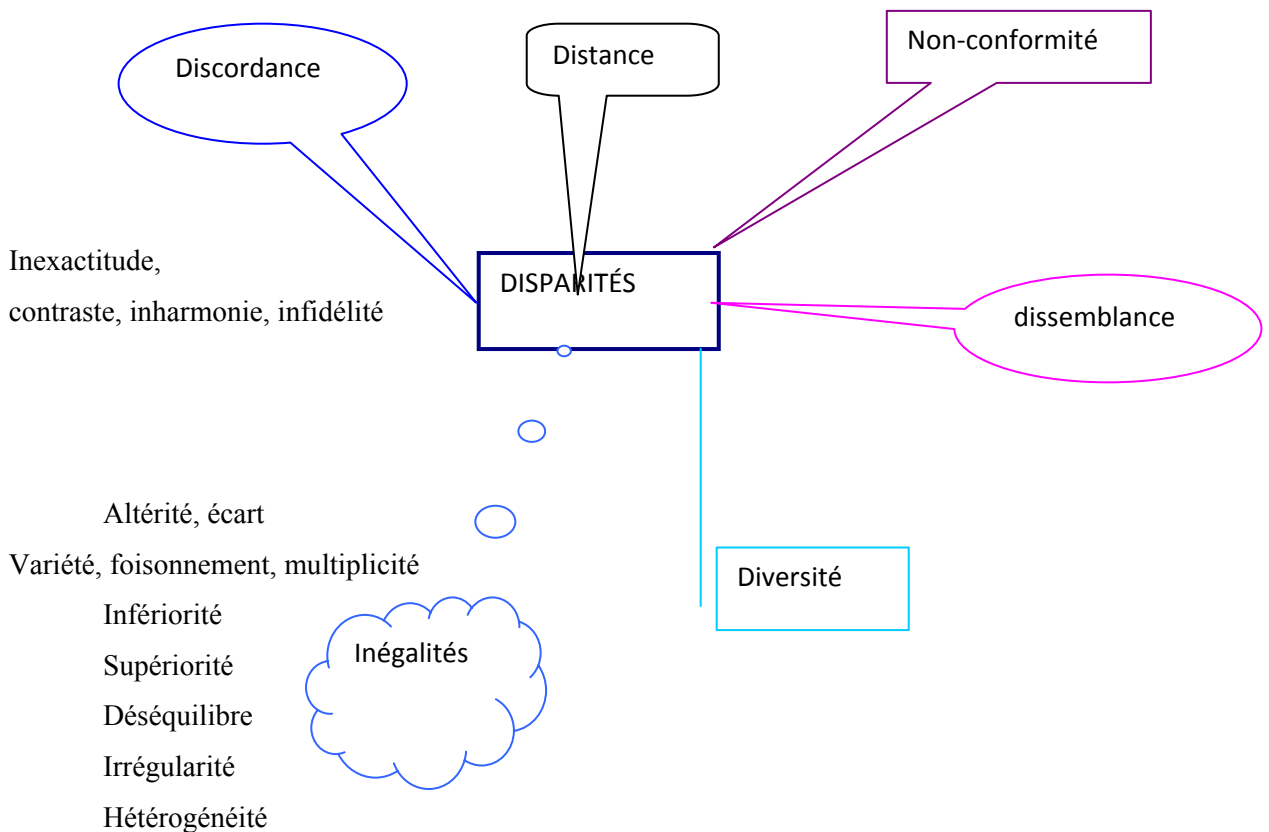 Discordance
Distance
Non-conformité
Inexactitude,
contraste, inharmonie, infidélité
DISPARITÉS
dissemblance
Altérité, écart
Variété, foisonnement, multiplicité
Diversité
Infériorité
Inégalités
Supériorité
Déséquilibre
Irrégularité
Hétérogénéité